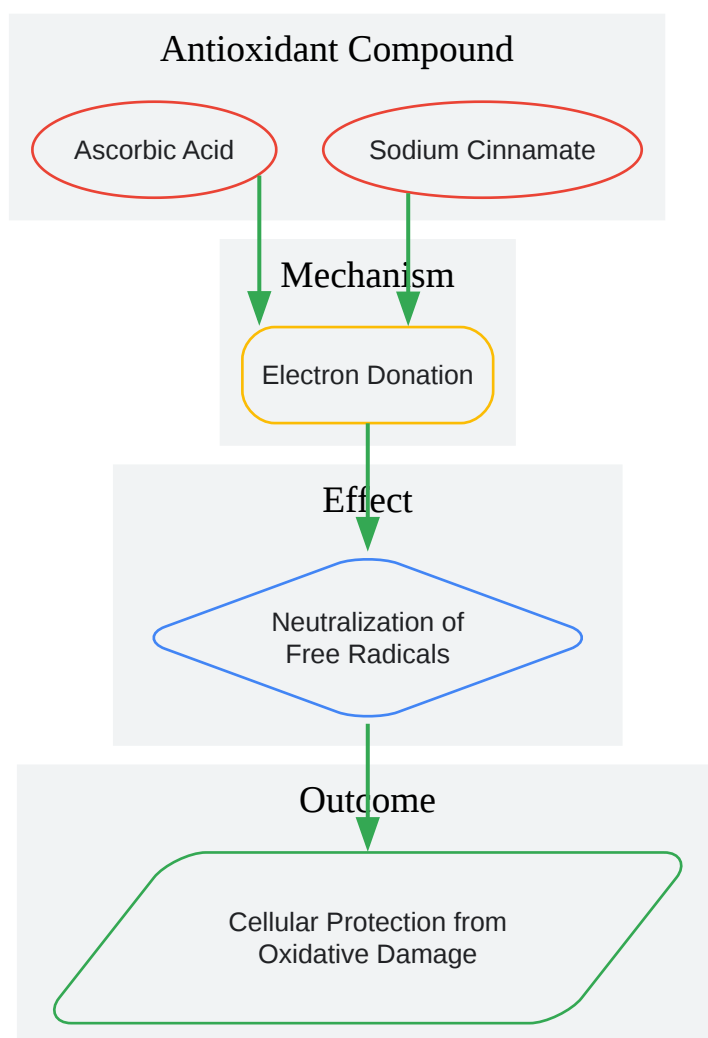 Antioxidant Compound
Ascorbic Acid
Sodium Cinnamate
Mechanism
Electron Donation
Effect
Neutralization of
Free Radicals
Outcome
Cellular Protection from
Oxidative Damage